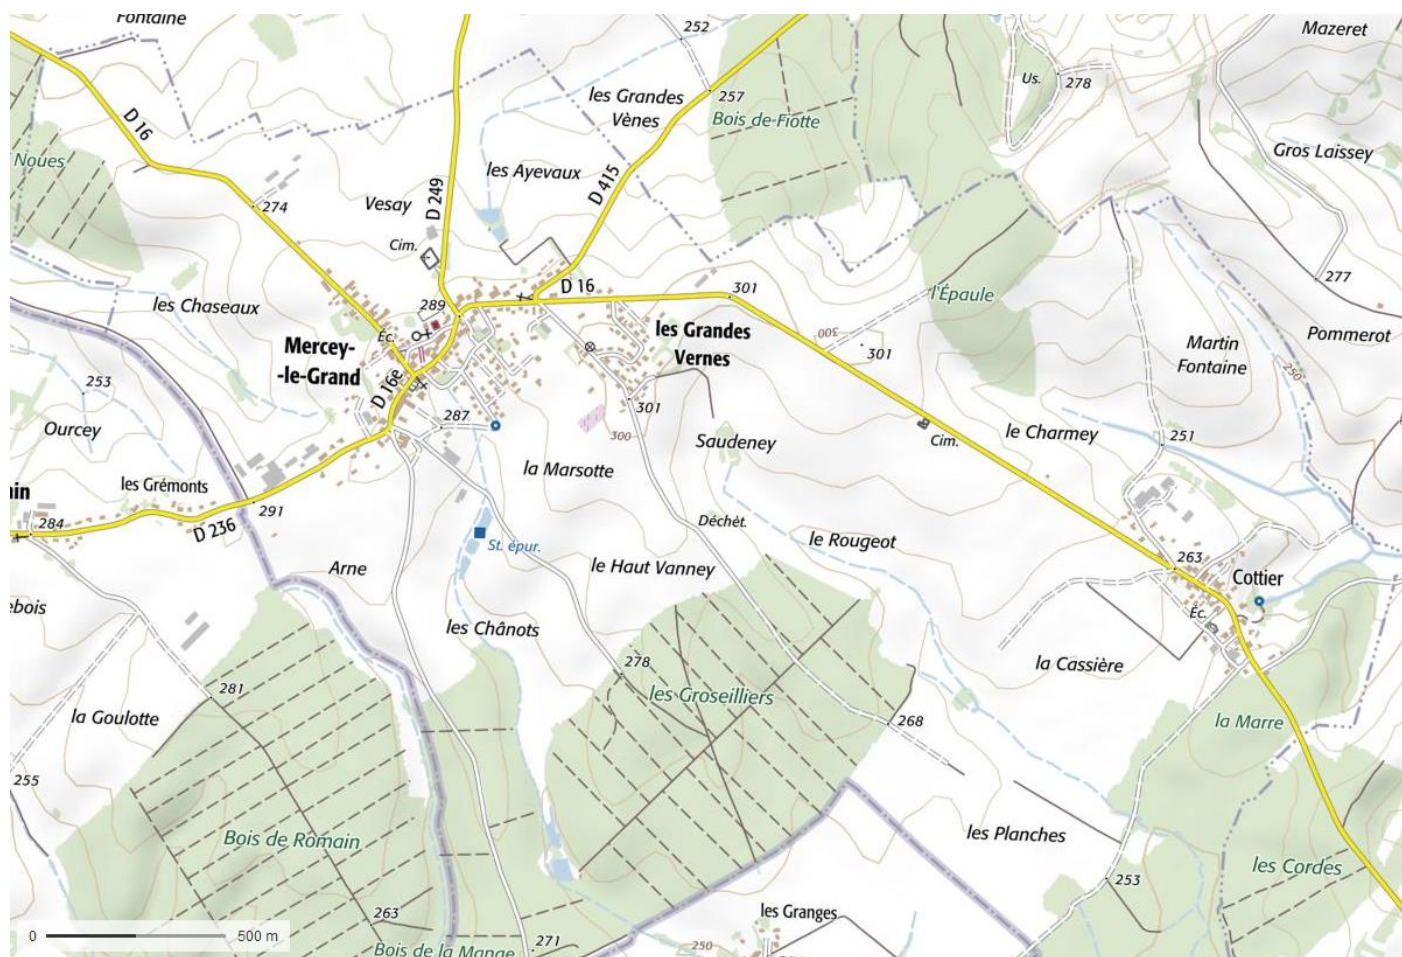 Fontaine
252
Mazeret
Us.
278
les Grandes
Vènes
257
Bois de Fiotte
D 16
Gros Laissey
Noues
les Ayevaux
D 415
D 249
274
Vesay
Cim.
277
les Chaseaux
289
D 16
301
l'Épaule
Éc.
Mercey-
-le-Grand
les Grandes
Vernes
300
301
Martin
Fontaine
Pommerot
250
D 16e
253
287
301
300
Ourcey
Saudeney
Cim.
le Charmey
251
la Marsotte
les Grémonts
ain
291
284
D 236
St. épur.
Déchèt.
le Rougeot
Arne
le Haut Vanney
263
Cottier
ebois
les Chânots
Éc.
278
la Cassière
281
les Groseilliers
la Goulotte
268
la Marre
255
Bois de Romain
les Planches
les Cordes
253
263
les Granges
0
500 m
271
250
Bois de la Mange